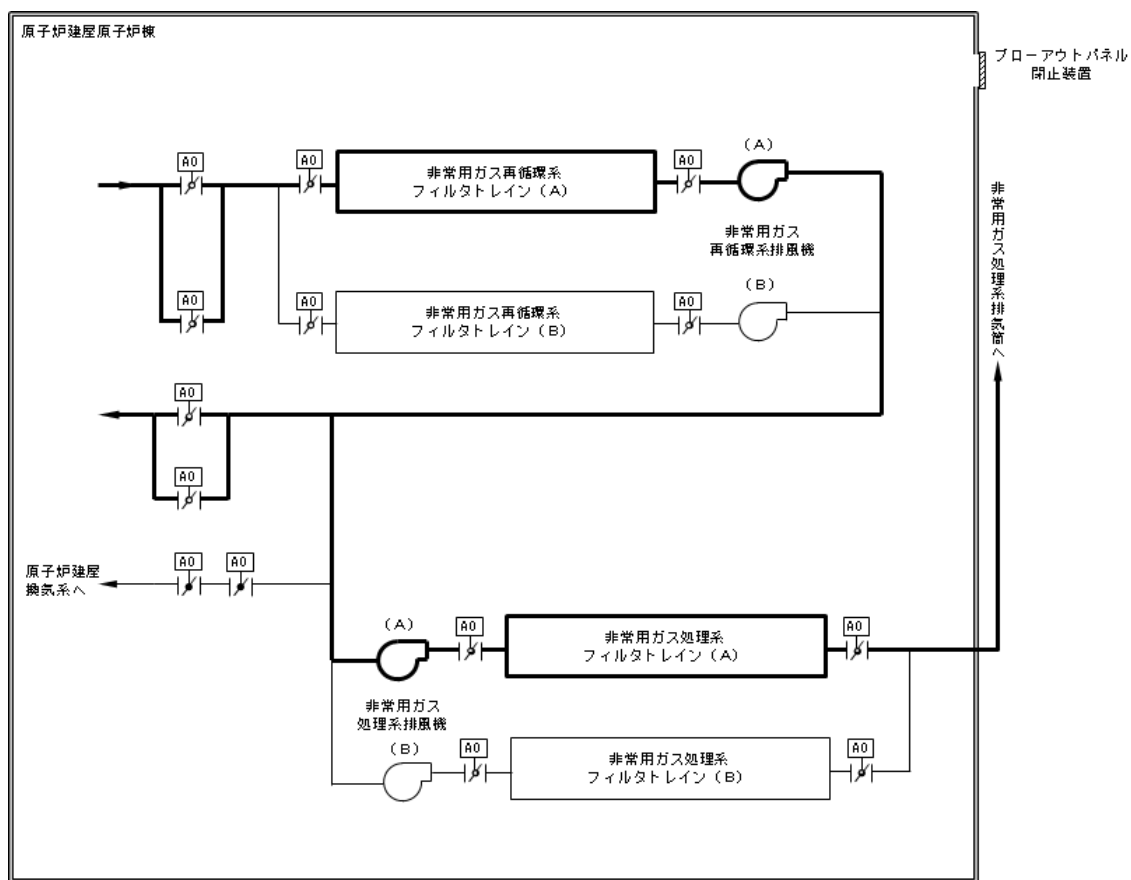 原子炉建屋原子炉棟
ブローアウトパネル
閉止装置
AO
AO
非常用ガス再循環系
フィルタトレイン(A)
AO
(A)
非常用ガス
再循環系排風機
AO
AO
非常用ガス再循環系
フィルタトレイン(B)
AO
(B)
非常用ガス処理系排気筒へ
AO
AO
原子炉建屋
換気系へ
AO
AO
(A)
AO
非常用ガス処理系
フィルタトレイン(A)
AO
非常用ガス
処理系排風機
(B)
AO
非常用ガス処理系
フィルタトレイン(B)
AO